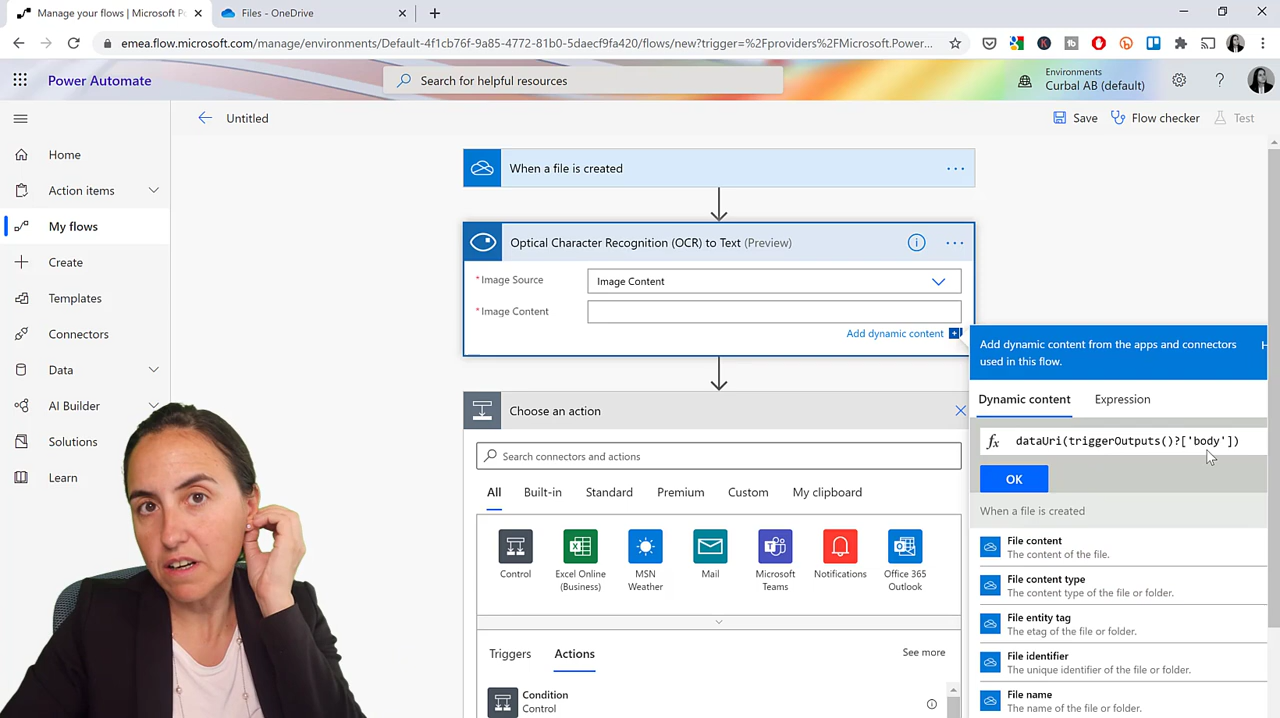 Manage your flows | Microsoft P
Files - OneDrive
emea.flow.microsoft.com/manage/environments/Default-4f1cb76f-9a85-4772-81b0-5daecf9fa420/flows/new?trigger=%2Fproviders%2FMicrosoft.Power...
Power Automate
Search for helpful resources
Environments
Curbal AB (default)
Untitled
Save
Flow checker
Test
Home
Action items
My flows
Create
Templates
Connectors
Data
AI Builder
Solutions
Learn
When a file is created
Optical Character Recognition (OCR) to Text (Preview)
*Image Source
Image Content
*Image Content
Add dynamic content
Choose an action
Search connectors and actions
All
Built-in
Standard
Premium
Custom
My clipboard
Control
Excel Online (Business)
MSN Weather
Mail
Microsoft Teams
Notifications
Office 365 Outlook
Triggers
Actions
See more
Condition
Control
Add dynamic content from the apps and connectors
used in this flow.
Dynamic content
Expression
fx dataUri(triggerOutputs()?['body'])
OK
When a file is created
File content
The content of the file.
File content type
The content type of the file or folder.
File entity tag
The etag of the file or folder.
File identifier
The unique identifier of the file or folder.
File name
The name of the file or folder.